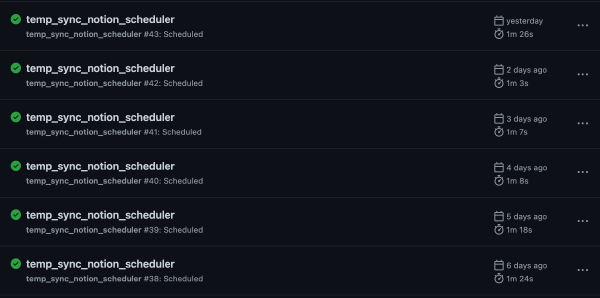 temp_sync_notion_scheduler
yesterday
temp_sync_notion_scheduler #43: Scheduled
1m 26s
temp_sync_notion_scheduler
2 days ago
temp_sync_notion_scheduler #42: Scheduled
1m 3s
temp_sync_notion_scheduler
3 days ago
temp_sync_notion_scheduler #41: Scheduled
1m 7s
temp_sync_notion_scheduler
4 days ago
temp_sync_notion_scheduler #40: Scheduled
1m 8s
temp_sync_notion_scheduler
5 days ago
temp_sync_notion_scheduler #39: Scheduled
1m 18s
temp_sync_notion_scheduler
6 days ago
temp_sync_notion_scheduler #38: Scheduled
1m 24s